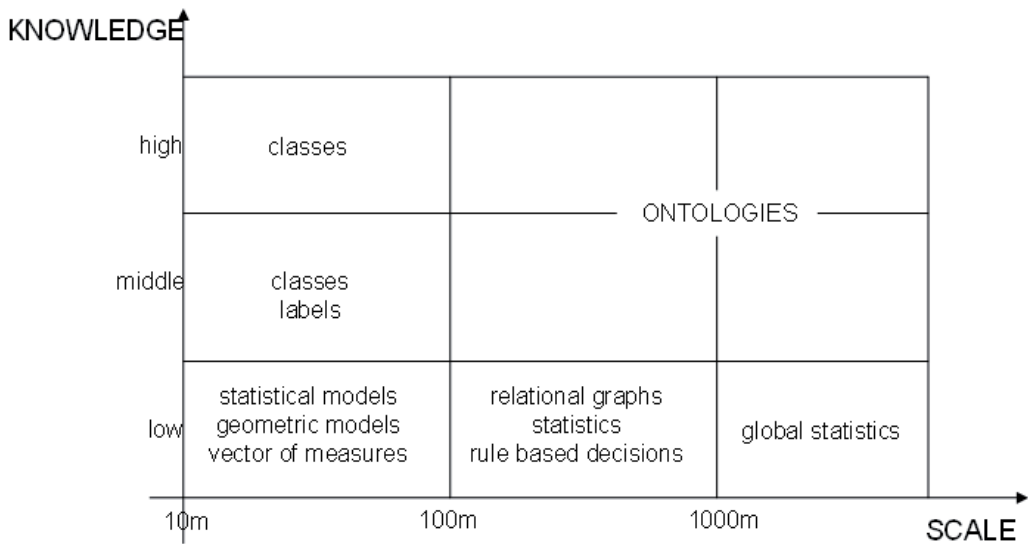 KNOWLEDGE
high
classes
ONTOLOGIES
middle
classes
labels
low
statistical models
geometric models
vector of measures
relational graphs
statistics
rule based decisions
global statistics
10m
100m
1000m
SCALE